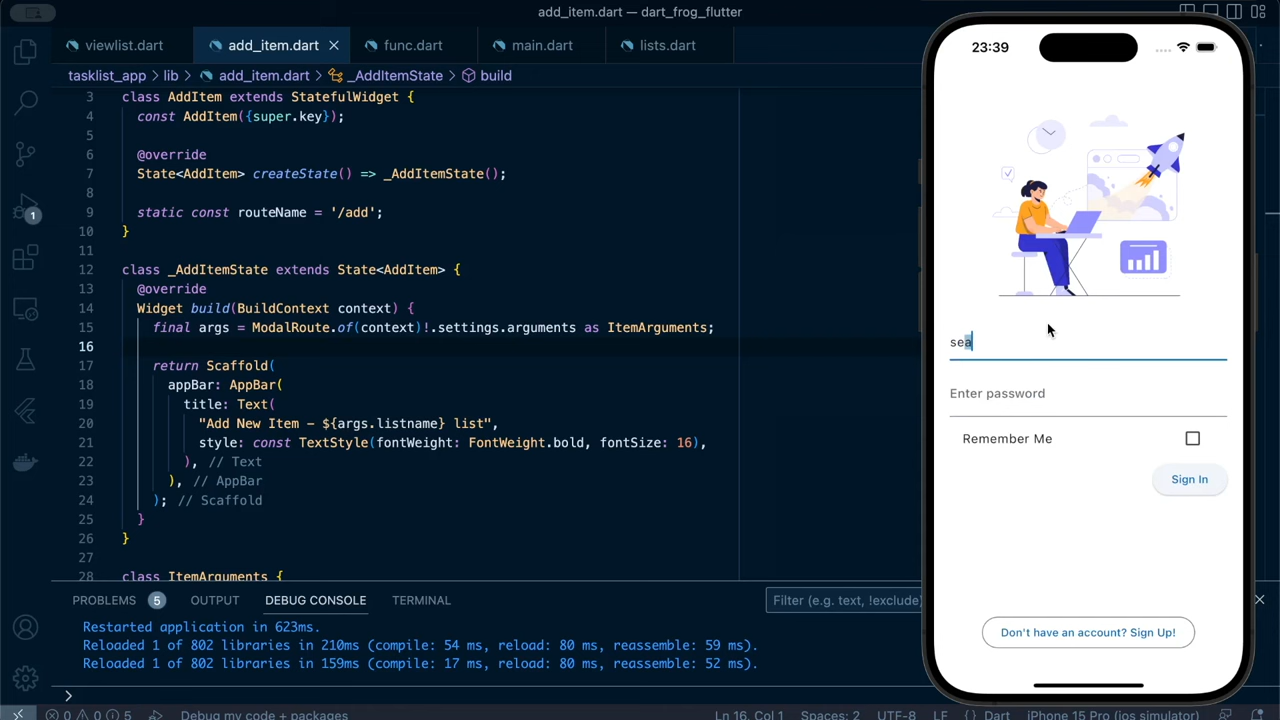 add_item.dart — dart_frog_flutter
viewlist.dart
add_item.dart
func.dart
main.dart
lists.dart
tasklist_app > lib > add_item.dart > _AddItemState > build
3 class AddItem extends StatefulWidget {
4 const AddItem({super.key});
5
6 @override
7 State<AddItem> createState() => _AddItemState();
8
9 static const routeName = '/add';
10 }
11
12 class _AddItemState extends State<AddItem> {
13 @override
14 Widget build(BuildContext context) {
15 final args = ModalRoute.of(context)!.settings.arguments as ItemArguments;
16
17 return Scaffold(
18 appBar: AppBar(
19 title: Text(
20 "Add New Item - ${args.listname} list",
21 style: const TextStyle(fontWeight: FontWeight.bold, fontSize: 16),
22 ), // Text
23 ), // AppBar
24 ); // Scaffold
25 }
26 }
27
28 class ItemArguments {
1
PROBLEMS 5 OUTPUT DEBUG CONSOLE TERMINAL
Filter (e.g. text, !exclude)
Restarted application in 623ms.
Reloaded 1 of 802 libraries in 210ms (compile: 54 ms, reload: 80 ms, reassemble: 59 ms).
Reloaded 1 of 802 libraries in 159ms (compile: 17 ms, reload: 80 ms, reassemble: 52 ms).
>
0 0 5 Debug my code + packages
Ln 16, Col 1 Spaces: 2 UTF-8 LF {} Dart iPhone 15 Pro (ios simulator)
23:39
sea
Enter password
Remember Me
Sign In
Don't have an account? Sign Up!